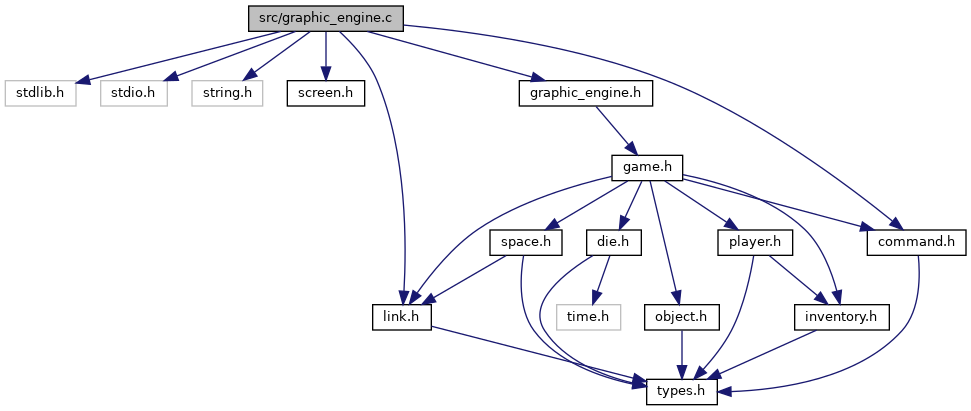 src/graphic_engine.c
stdlib.h
stdio.h
string.h
screen.h
graphic_engine.h
game.h
space.h
die.h
player.h
command.h
link.h
time.h
object.h
inventory.h
types.h